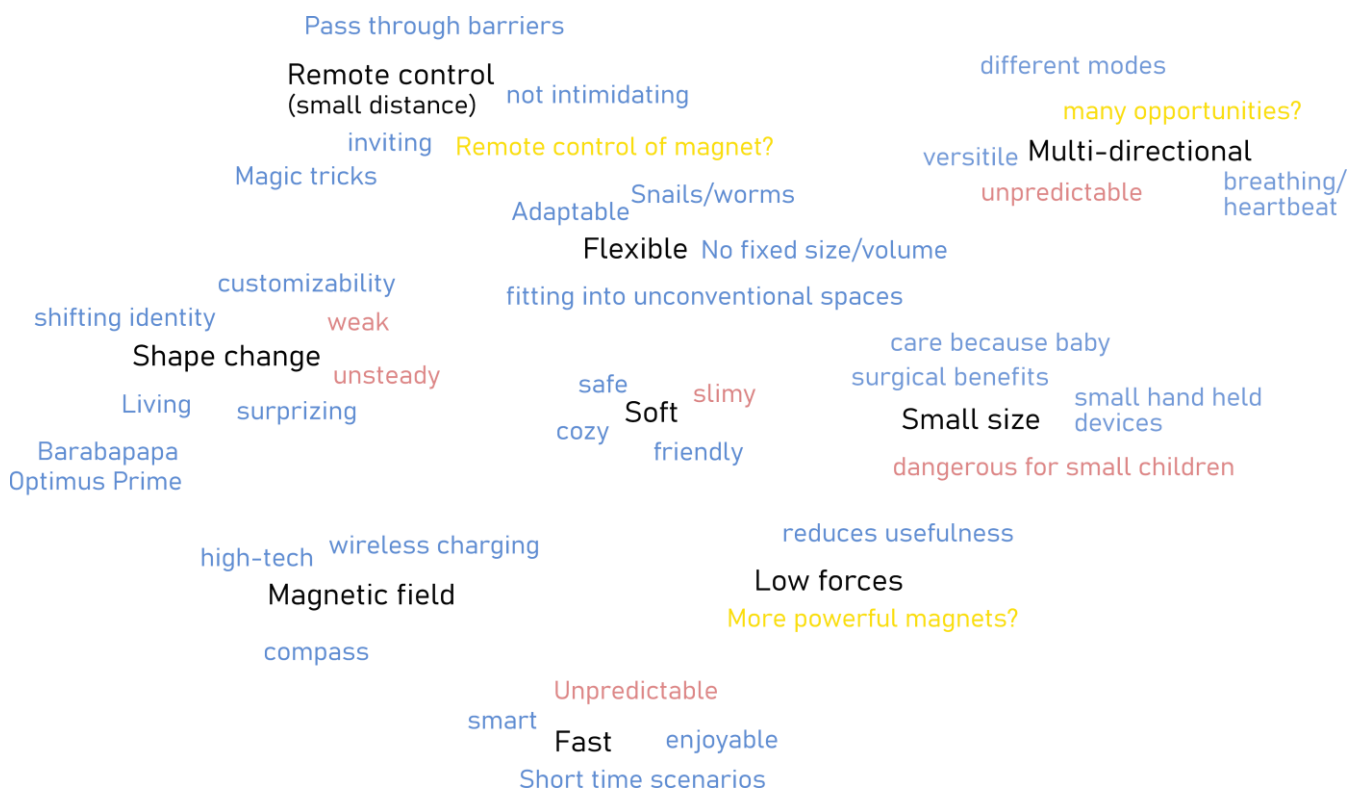 Pass through barriers
Remote control
(small distance)
not intimidating
inviting
Remote control of magnet?
Magic tricks
different modes
many opportunities?
versitile
Multi-directional
unpredictable
breathing/
heartbeat
Snails/worms
Adaptable
Flexible
No fixed size/volume
fitting into unconventional spaces
customizability
shifting identity
weak
Shape change
unsteady
Living
surprizing
Barabapapa
Optimus Prime
safe
slimy
Soft
cozy
friendly
care because baby
surgical benefits
small hand held
devices
Small size
dangerous for small children
high-tech
wireless charging
Magnetic field
compass
reduces usefulness
Low forces
More powerful magnets?
Unpredictable
smart
Fast
enjoyable
Short time scenarios